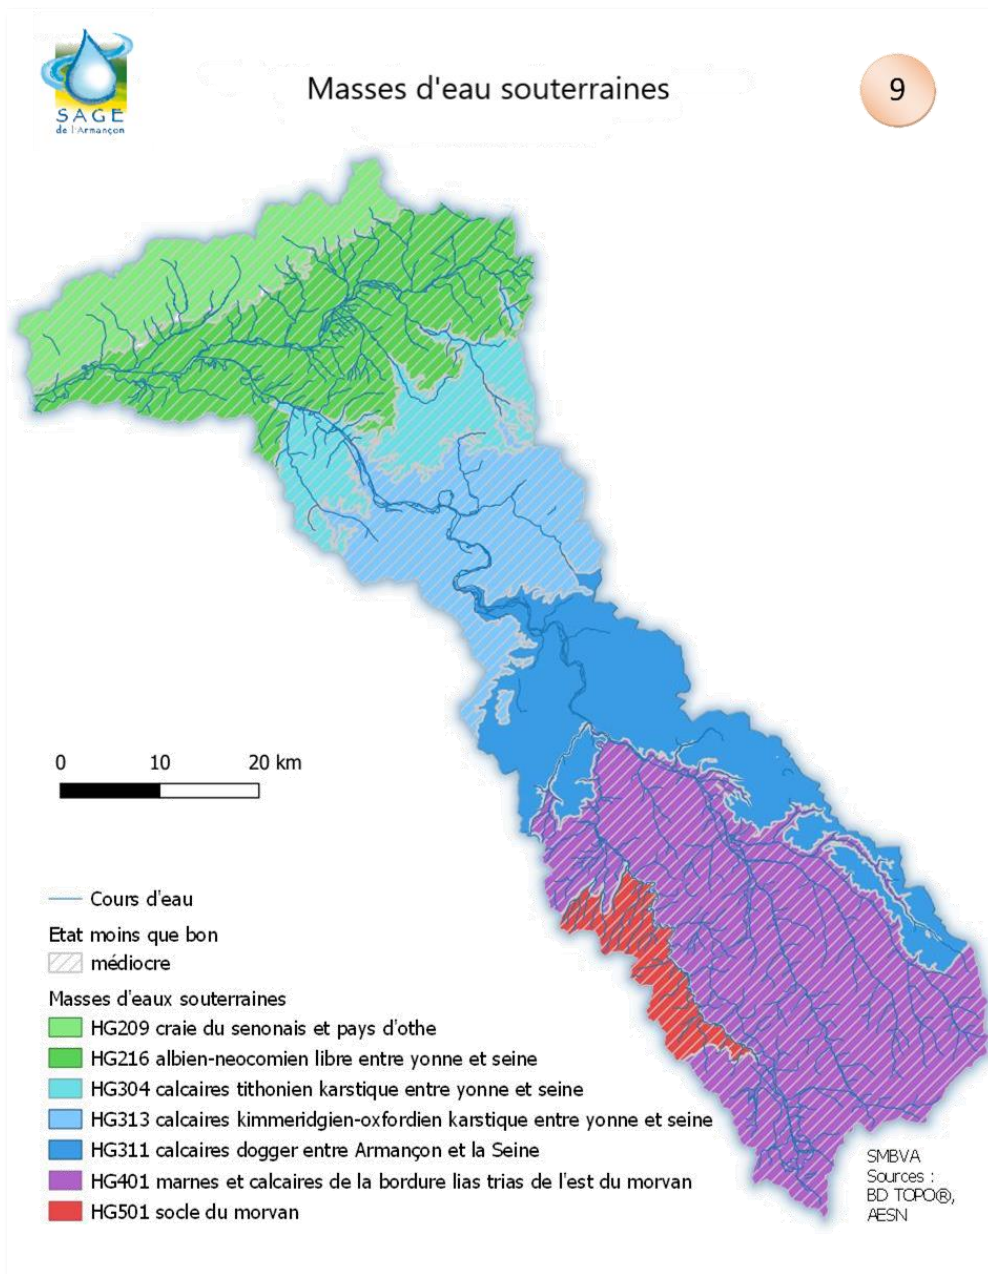 SAGE
de l'Armançon
Masses d'eau souterraines
9
0 10 20 km
Cours d'eau
Etat moins que bon
médiocre
Masses d'eaux souterraines
HG209 craie du senonais et pays d'othe
HG216 albien-neocomien libre entre yonne et seine
HG304 calcaires tithonien karstique entre yonne et seine
HG313 calcaires kimmeridgien-oxfordien karstique entre yonne et seine
HG311 calcaires dogger entre Armançon et la Seine
HG401 marnes et calcaires de la bordure lias trias de l'est du morvan
HG501 socle du morvan
SMBVA
Sources :
BD TOPO®,
AESN